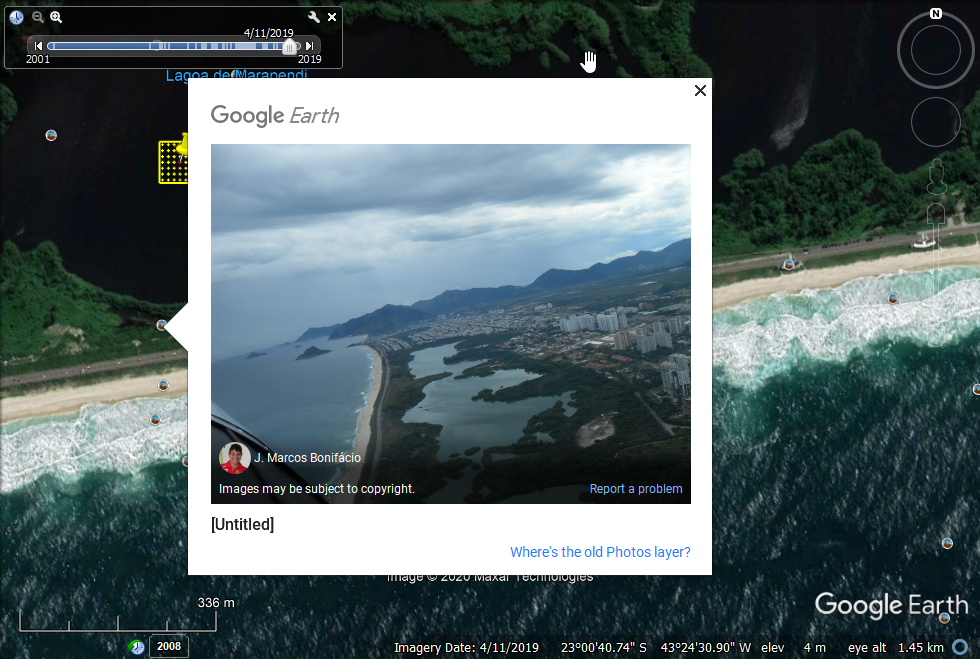 4/11/2019
2001
2019
N
Lagoa de Marapendi
Google Earth
J. Marcos Bonifácio
Images may be subject to copyright.
Report a problem
[Untitled]
Where's the old Photos layer?
Image © 2020 Maxar Technologies
336 m
Google Earth
2008
Imagery Date: 4/11/2019 23°00'40.74" S 43°24'30.90" W elev 4 m eye alt 1.45 km